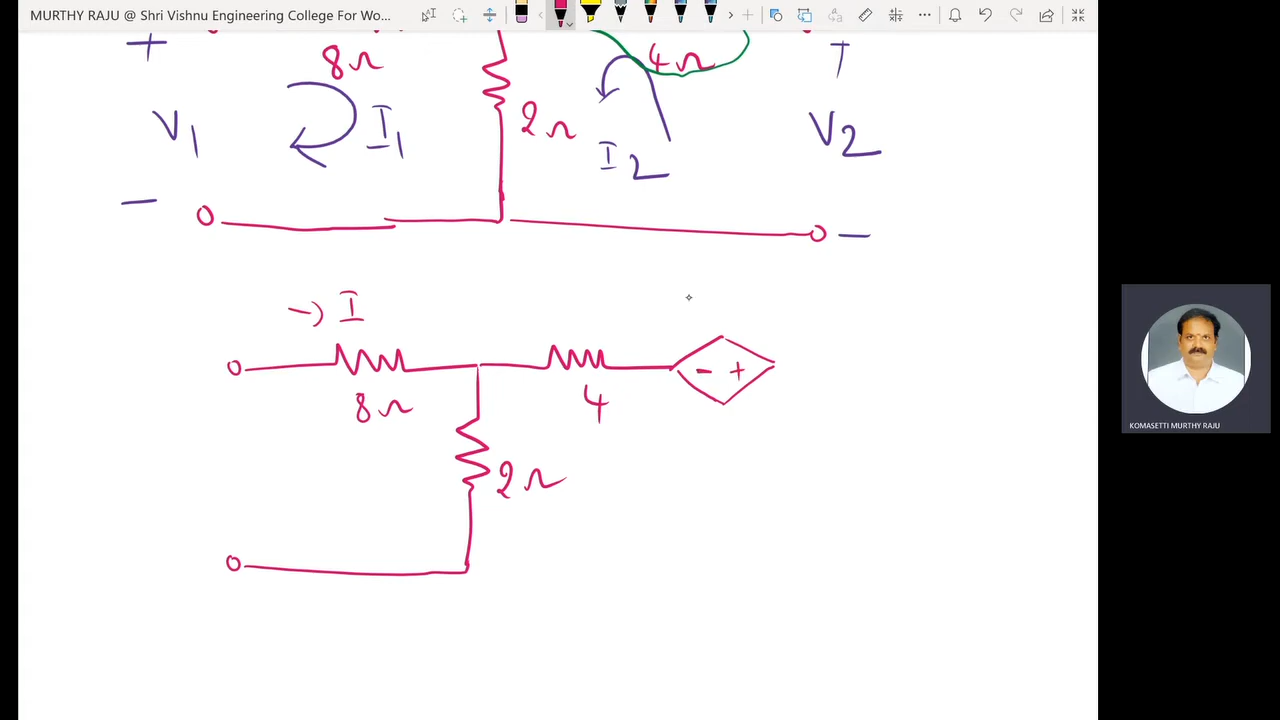 MURTHY RAJU @ Shri Vishnu Engineering College For Wo...
+ 8Ω 4Ω +
V1 I1 2Ω I2 V2
- -
→ I
- +
8Ω 4
2Ω
KOMASETTI MURTHY RAJU